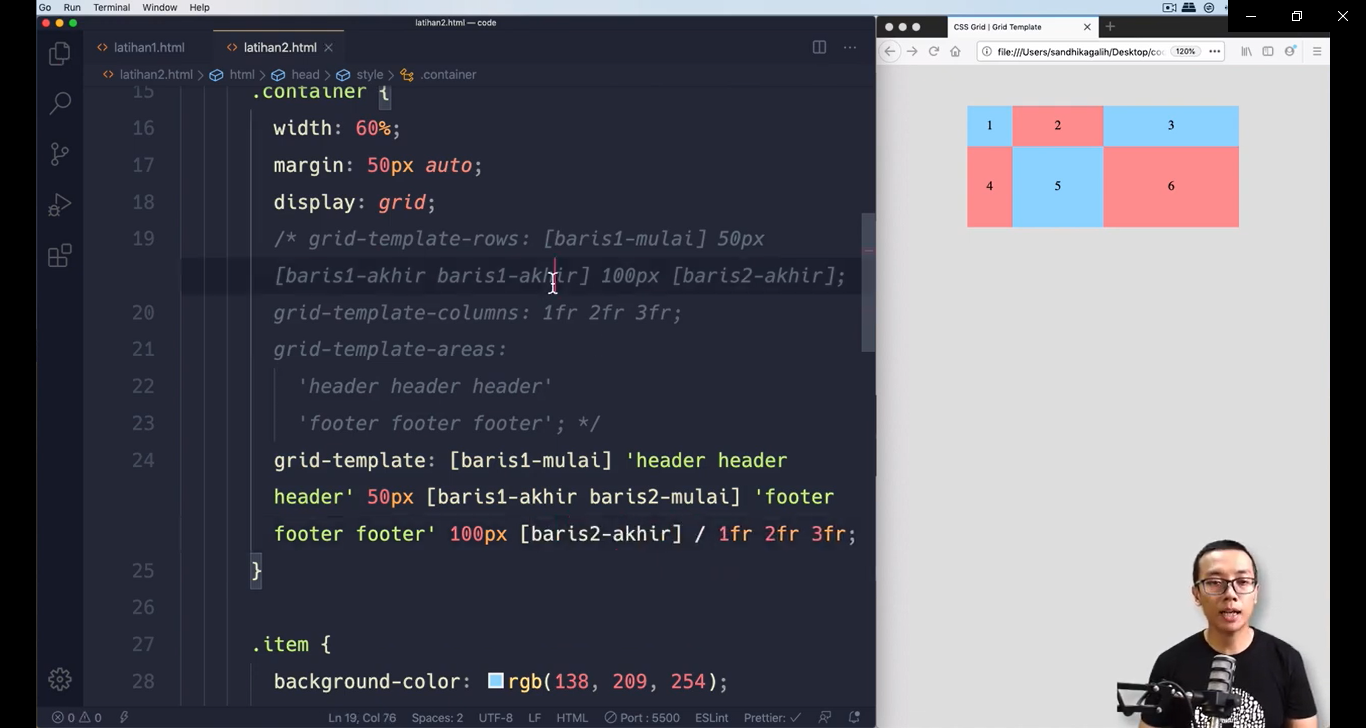 Go Run Terminal Window Help
latihan2.html — code
latihan1.html latihan2.html
latihan2.html > html > head > style > .container
15 .container {
16 width: 60%;
17 margin: 50px auto;
18 display: grid;
19 /* grid-template-rows: [baris1-mulai] 50px
[baris1-akhir baris1-akhir] 100px [baris2-akhir];
20 grid-template-columns: 1fr 2fr 3fr;
21 grid-template-areas:
22 'header header header'
23 'footer footer footer'; */
24 grid-template: [baris1-mulai] 'header header
header' 50px [baris1-akhir baris2-mulai] 'footer
footer footer' 100px [baris2-akhir] / 1fr 2fr 3fr;
25 }
26
27 .item {
28 background-color: rgb(138, 209, 254);
0 0 Ln 19, Col 76 Spaces: 2 UTF-8 LF HTML Port : 5500 ESLint Prettier: ✓
CSS Grid | Grid Template
file:///Users/sandhikagalih/Desktop/co 120%
1 2 3
4 5 6